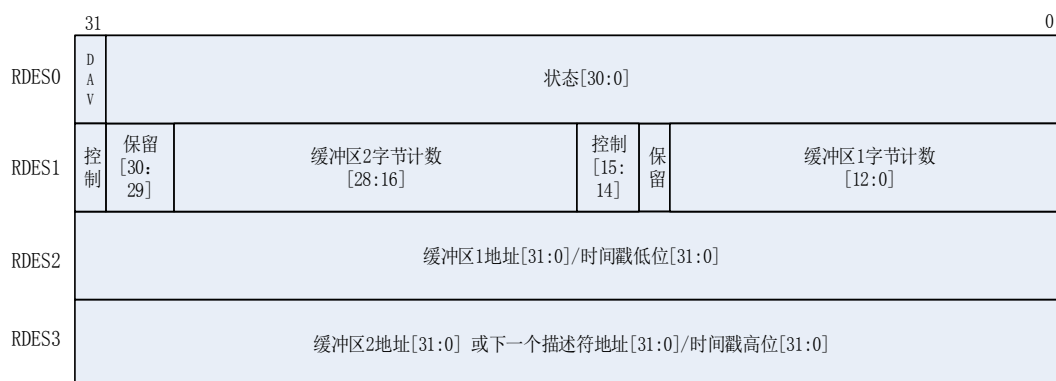 31 0
RDES0
D
A
V
状态[30:0]
RDES1
控
制
保留
[30:
29]
缓冲区2字节计数
[28:16]
控制
[15:
14]
保
留
缓冲区1字节计数
[12:0]
RDES2
缓冲区1地址[31:0]/时间戳低位[31:0]
RDES3
缓冲区2地址[31:0] 或下一个描述符地址[31:0]/时间戳高位[31:0]